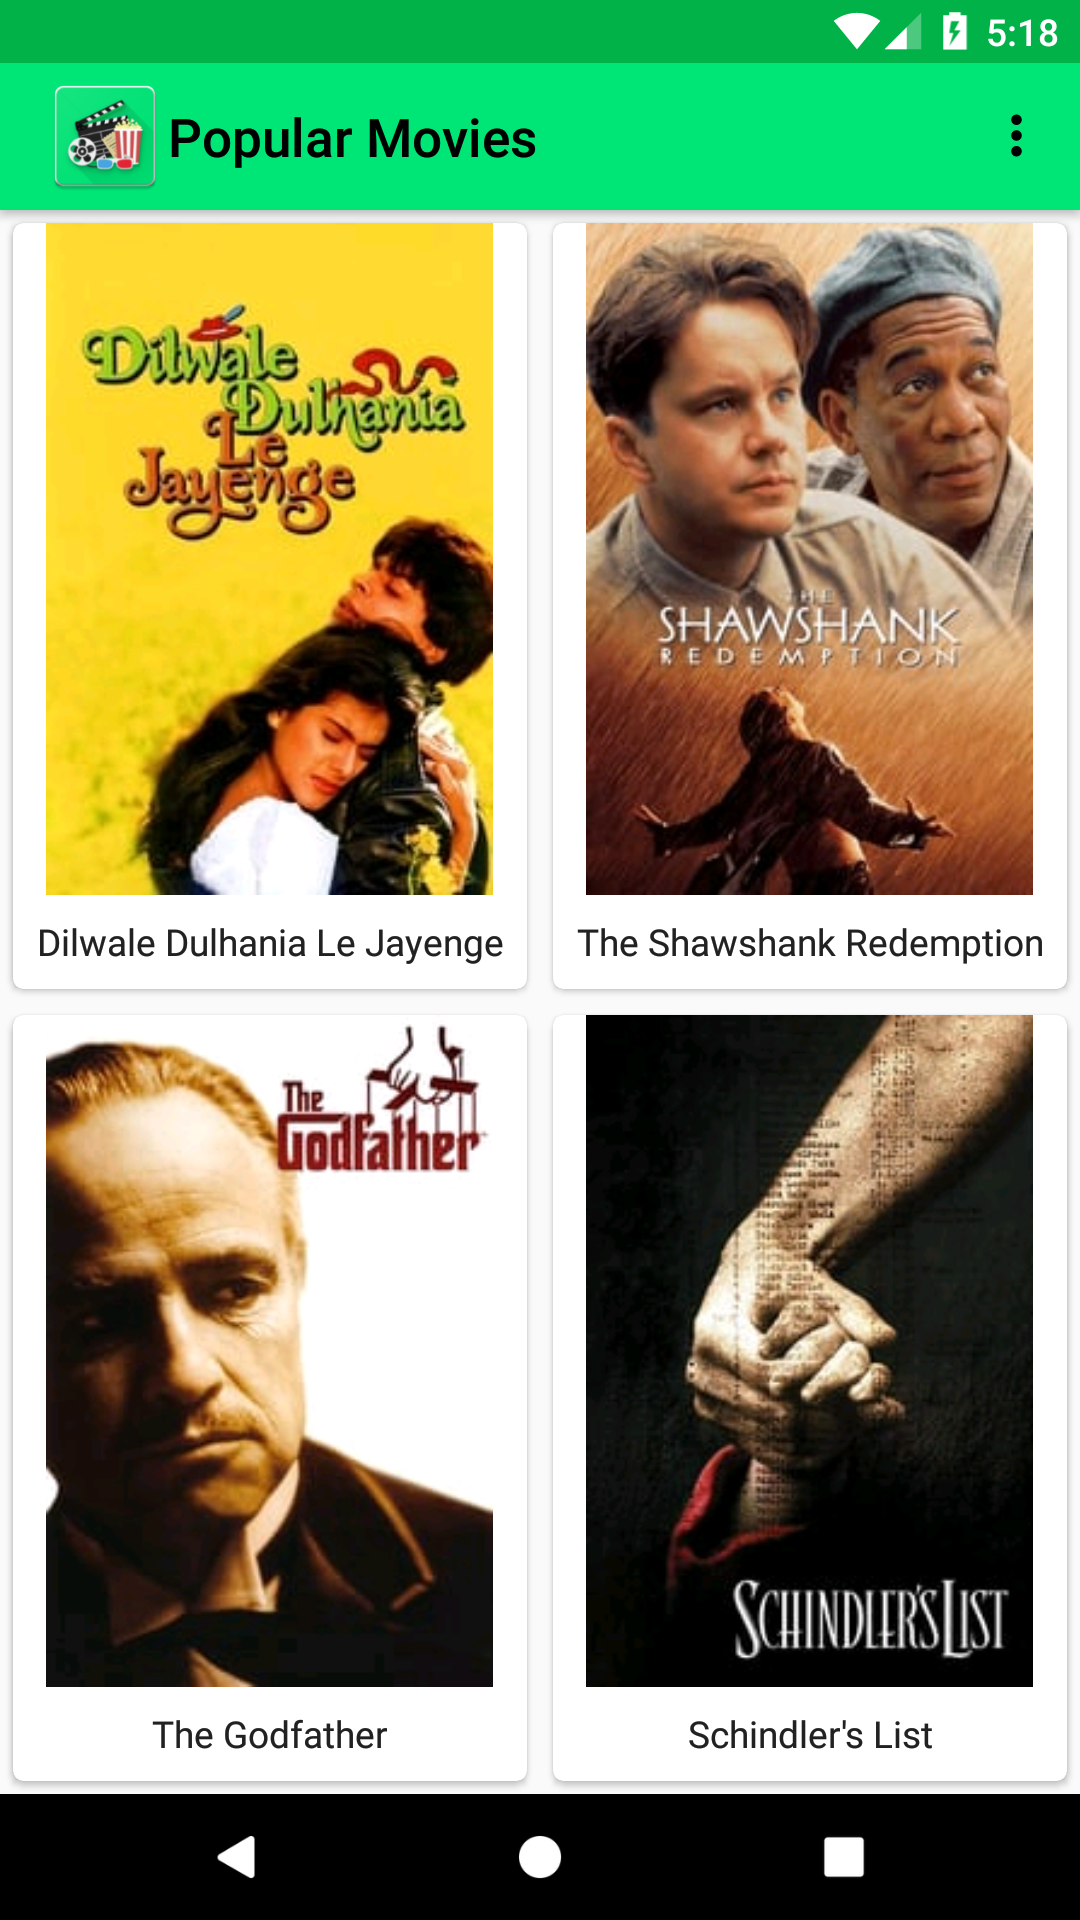 5:18
Popular Movies
Dilwale
Dulhania
Le
Jayenge
THE
SHAWSHANK
REDEMPTION
Dilwale Dulhania Le Jayenge
The Shawshank Redemption
The
Godfather
SCHINDLER'S LIST
The Godfather
Schindler's List